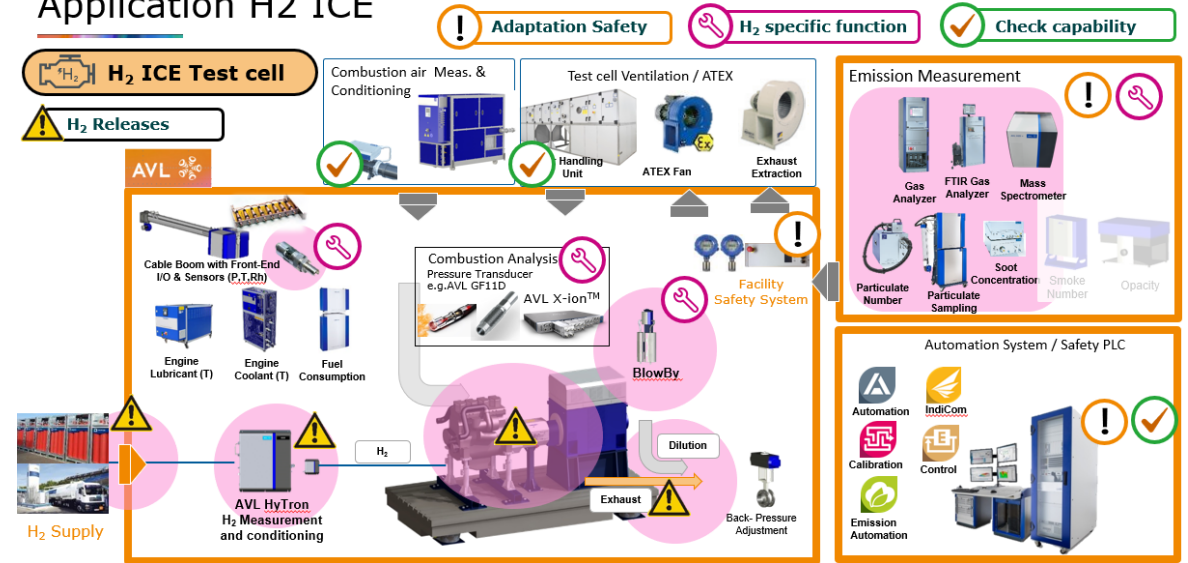 Application H2 ICE
! Adaptation Safety
H₂ specific function
Check capability
H₂ H₂ ICE Test cell
H₂ Releases
AVL
Combustion air Meas. &
Conditioning
Test cell Ventilation / ATEX
Handling
Unit
Ex
ATEX Fan
Exhaust
Extraction
Emission Measurement
!
Gas
Analyzer
FTIR Gas
Analyzer
Mass
Spectrometer
Particulate
Number
Particulate
Sampling
Soot
Concentration
Smoke
Number
Opacity
Cable Boom with Front-End
I/O & Sensors (P,T,Rh)
Engine
Lubricant (T)
Engine
Coolant (T)
Fuel
Consumption
Combustion Analysis
Pressure Transducer
e.g.AVL GF11D
AVL X-ion™
BlowBy
!
Facility
Safety System
H₂ Supply
!
AVL HyTron
H₂ Measurement
and conditioning
!
H₂
!
Dilution
Exhaust
!
Back- Pressure
Adjustment
Automation System / Safety PLC
Automation
IndiCom
Calibration
Control
Emission
Automation
!